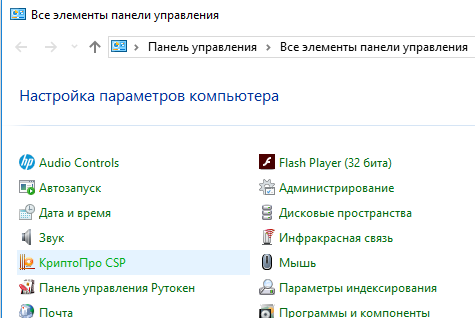 Все элементы панели управления
Панель управления > Все элементы панели управления
Настройка параметров компьютера
hp Audio Controls
Flash Player (32 бита)
Автозапуск
Администрирование
Дата и время
Дисковые пространства
Звук
Инфракрасная связь
КриптоПро CSP
Мышь
Панель управления Рутокен
Параметры индексирования
Почта
Программы и компоненты